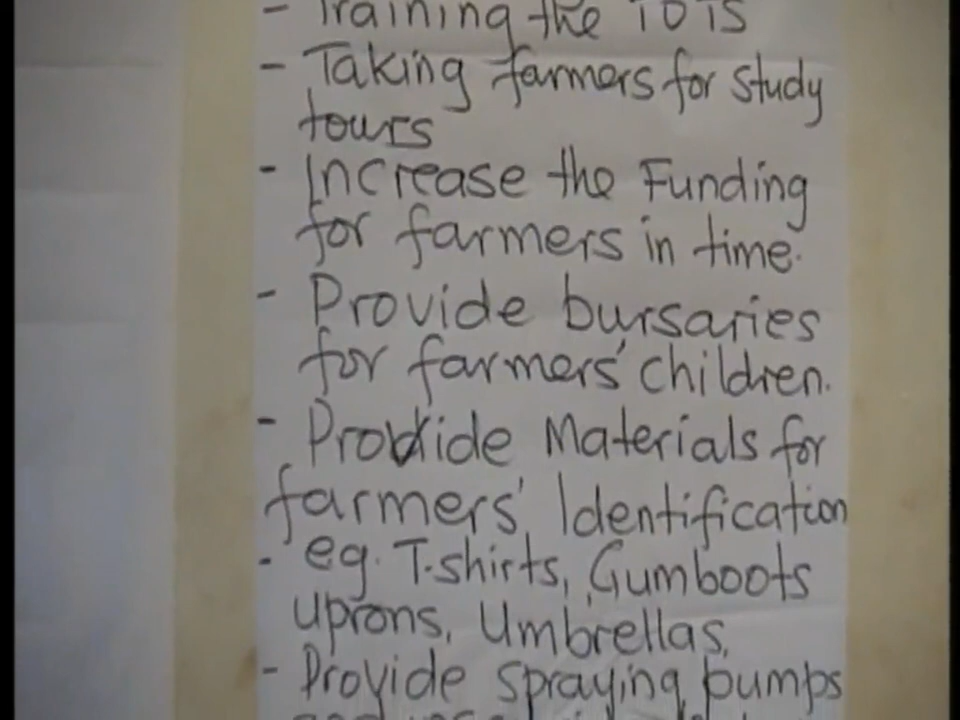 - Training the TOTS
- Taking farmers for study
tours
- Increase the Funding
for farmers in time.
- Provide bursaries
for farmers' children.
- Provide Materials for
farmers' Identification
- eg. T-shirts, Gumboots
uprons, Umbrellas,
- Provide spraying pumps